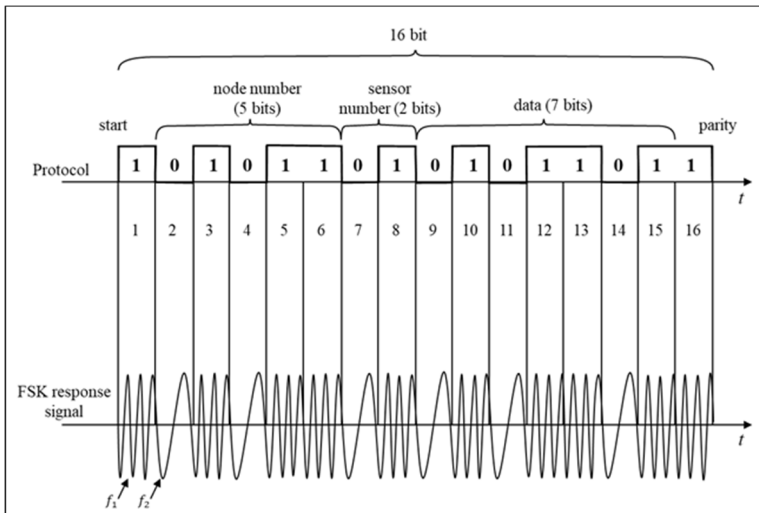 16 bit
node number
(5 bits)
sensor
number (2 bits)
data (7 bits)
start
parity
Protocol
1 0 1 0 1 1 0 1 0 1 0 1 1 0 1 1
t
1 2 3 4 5 6 7 8 9 10 11 12 13 14 15 16
FSK response
signal
t
f₁ f₂